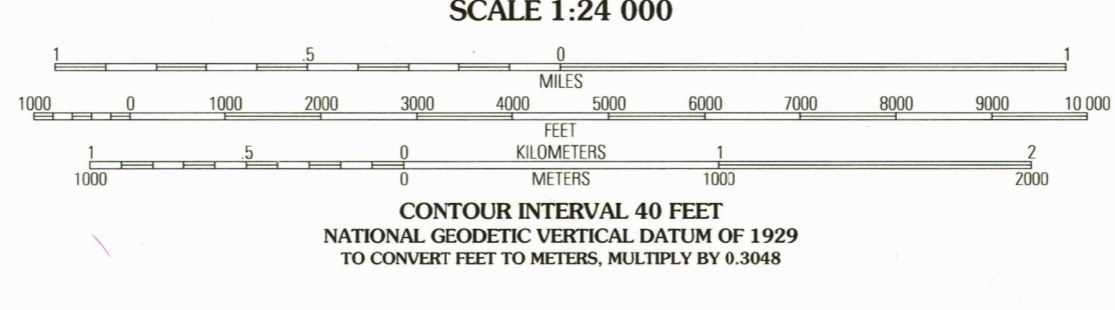 SCALE 1:24 000
1 .5 0 1
MILES
1000 0 1000 2000 3000 4000 5000 6000 7000 8000 9000 10 000
FEET
1 .5 0 KILOMETERS 1 2
1000 0 METERS 1000 2000
CONTOUR INTERVAL 40 FEET
NATIONAL GEODETIC VERTICAL DATUM OF 1929
TO CONVERT FEET TO METERS, MULTIPLY BY 0.3048